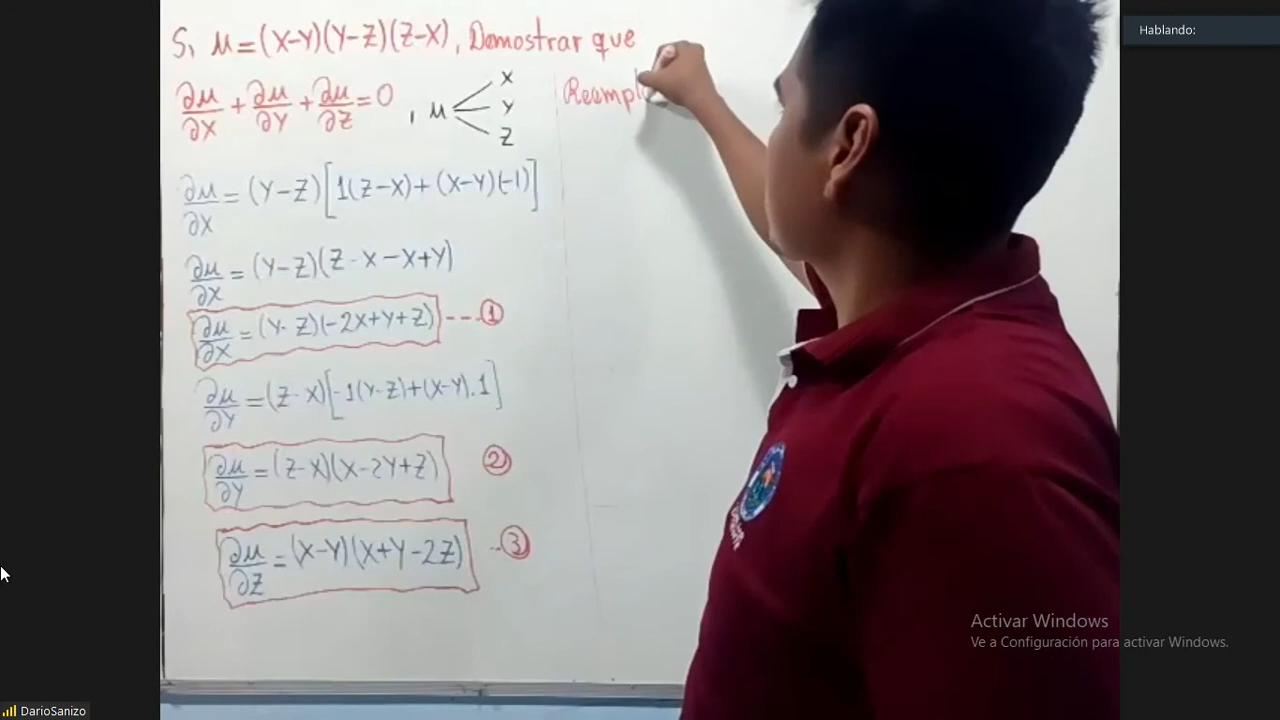 Si μ=(X-Y)(Y-Z)(Z-X), Demostrar que
∂μ/∂X + ∂μ/∂Y + ∂μ/∂Z = 0 , μ < X Y Z
∂μ/∂X = (Y-Z)[1(Z-X)+(X-Y)(-1)]
∂μ/∂X = (Y-Z)(Z-X-X+Y)
∂μ/∂X = (Y-Z)(-2X+Y+Z) --- ①
∂μ/∂Y = (Z-X)[-1(Y-Z)+(X-Y).1]
∂μ/∂Y = (Z-X)(X-2Y+Z) ②
∂μ/∂Z = (X-Y)(X+Y-2Z) -- ③
Reempl
Hablando:
Activar Windows
Ve a Configuración para activar Windows.
DarioSanizo